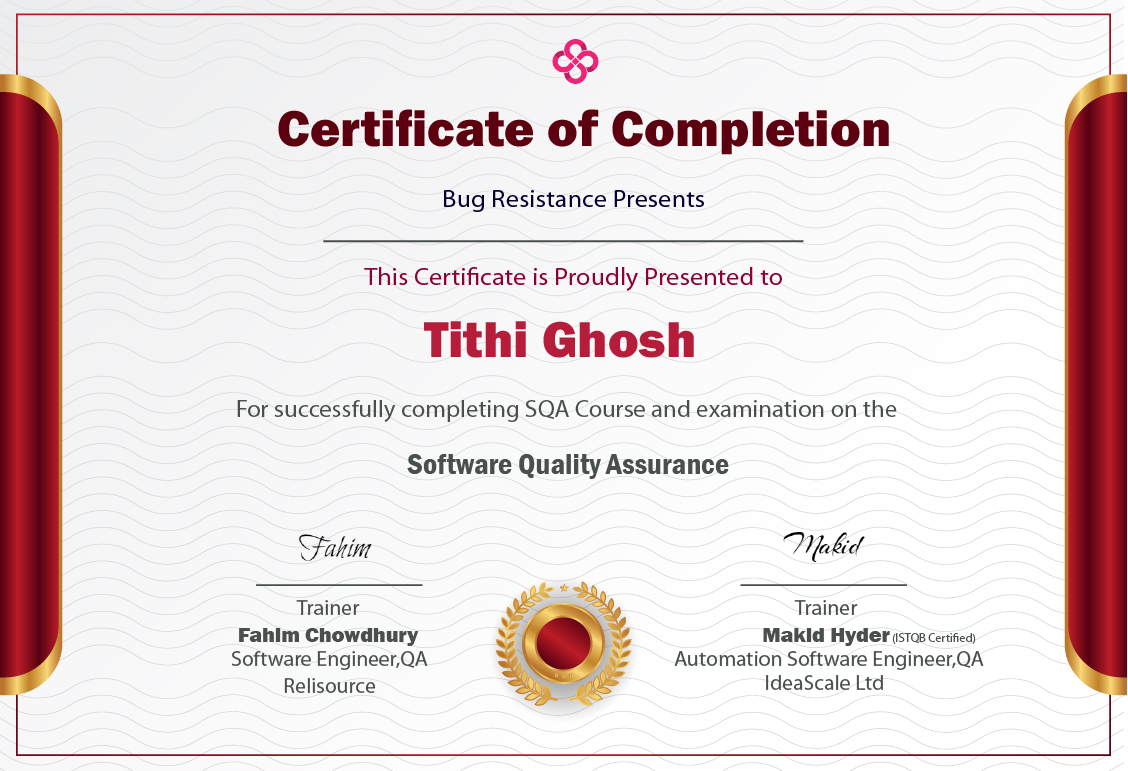 Certificate of Completion
Bug Resistance Presents
This Certificate is Proudly Presented to
Tithi Ghosh
For successfully completing SQA Course and examination on the
Software Quality Assurance
Fahim
Trainer
Fahim Chowdhury
Software Engineer,QA
Relisource
Makid
Trainer
Makid Hyder (ISTQB Certified)
Automation Software Engineer,QA
IdeaScale Ltd